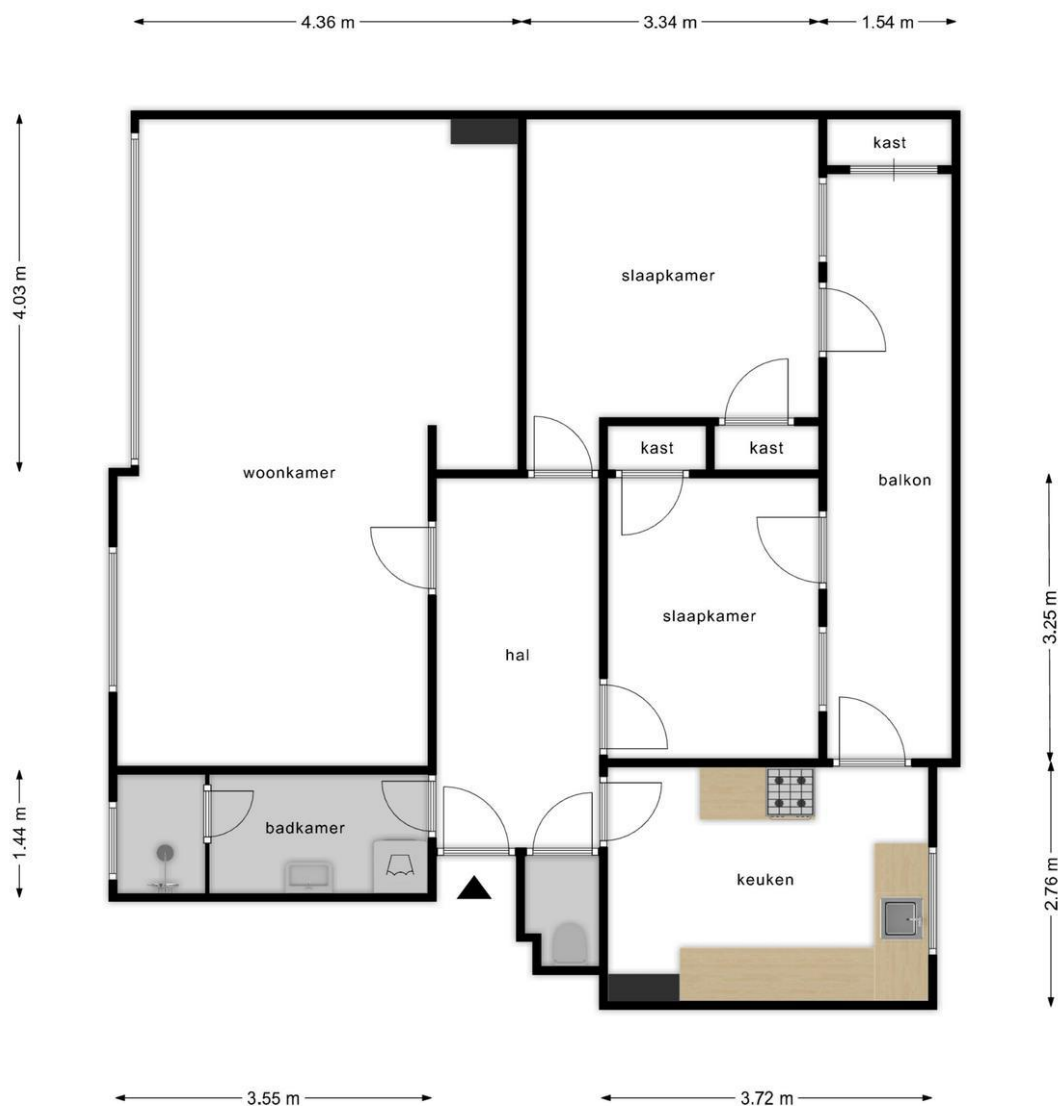 4.36 m
3.34 m
1.54 m
kast
4.03 m
slaapkamer
kast
kast
woonkamer
balkon
3.25 m
slaapkamer
hal
1.44 m
badkamer
keuken
2.76 m
3.55 m
3.72 m